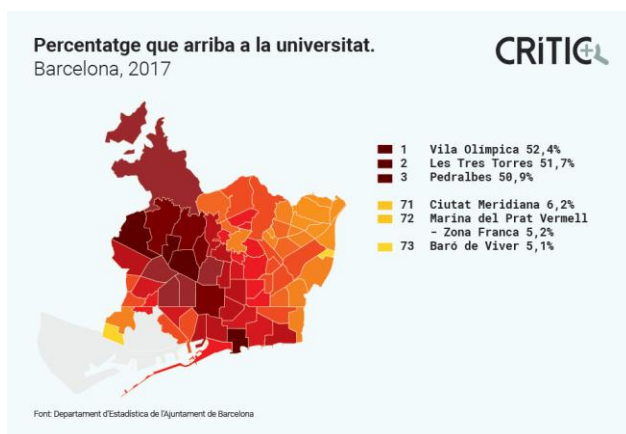 Percentatge que arriba a la universitat.
Barcelona, 2017
CRÍTIC
1 Vila Olímpica 52,4%
2 Les Tres Torres 51,7%
3 Pedralbes 50,9%
71 Ciutat Meridiana 6,2%
72 Marina del Prat Vermell
- Zona Franca 5,2%
73 Baró de Viver 5,1%
Font: Departament d'Estadística de l'Ajuntament de Barcelona